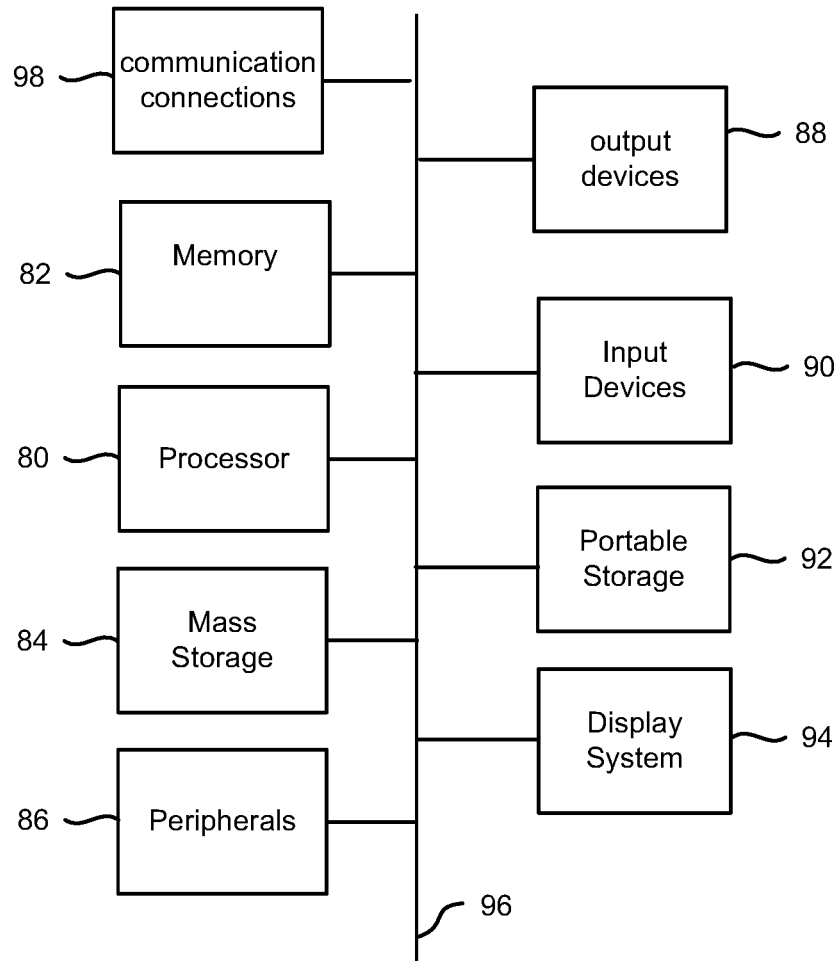 98
communication
connections
output
devices
88
82
Memory
Input
Devices
90
80
Processor
Portable
Storage
92
84
Mass
Storage
Display
System
94
86
Peripherals
96